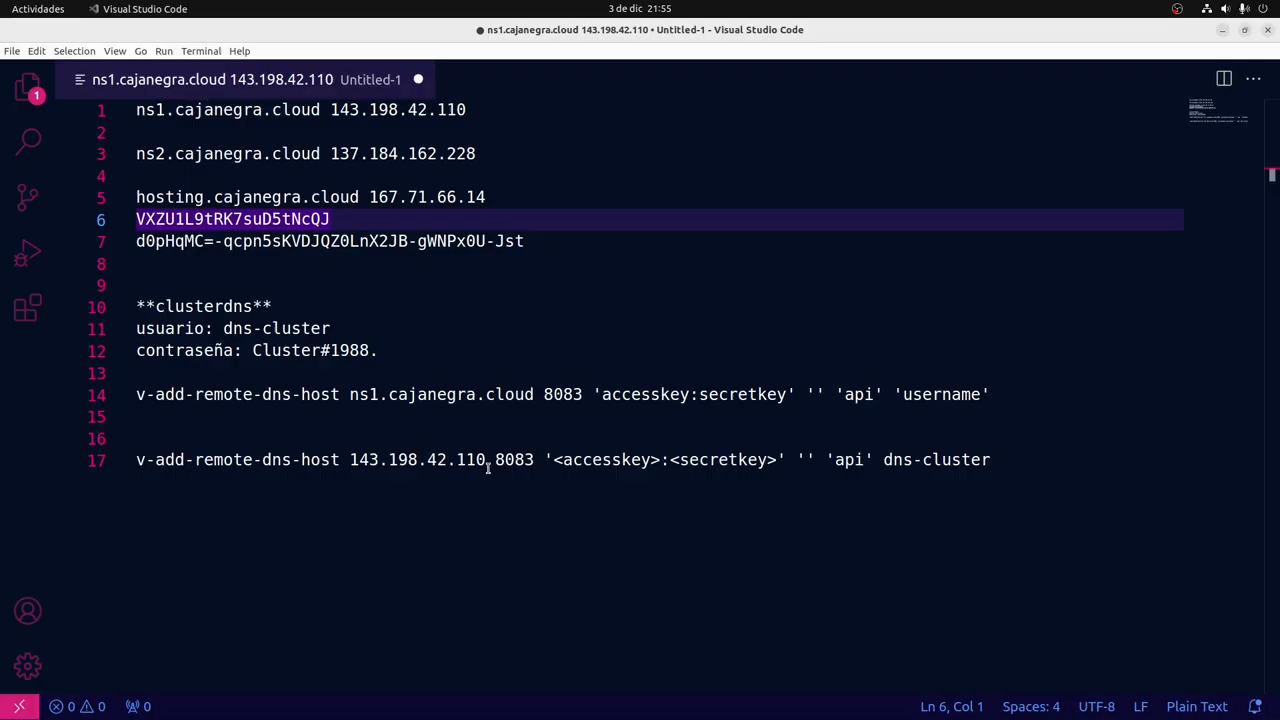 Actividades Visual Studio Code 3 de dic 21:55
● ns1.cajanegra.cloud 143.198.42.110 • Untitled-1 - Visual Studio Code
File Edit Selection View Go Run Terminal Help
ns1.cajanegra.cloud 143.198.42.110 Untitled-1
1
1 ns1.cajanegra.cloud 143.198.42.110
2
3 ns2.cajanegra.cloud 137.184.162.228
4
5 hosting.cajanegra.cloud 167.71.66.14
6 VXZU1L9tRK7suD5tNcQJ
7 d0pHqMC=-qcpn5sKVDJQZ0LnX2JB-gWNPx0U-Jst
8
9
10 **clusterdns**
11 usuario: dns-cluster
12 contraseña: Cluster#1988.
13
14 v-add-remote-dns-host ns1.cajanegra.cloud 8083 'accesskey:secretkey' '' 'api' 'username'
15
16
17 v-add-remote-dns-host 143.198.42.110 8083 '<accesskey>:<secretkey>' '' 'api' dns-cluster
0 0 0 Ln 6, Col 1 Spaces: 4 UTF-8 LF Plain Text